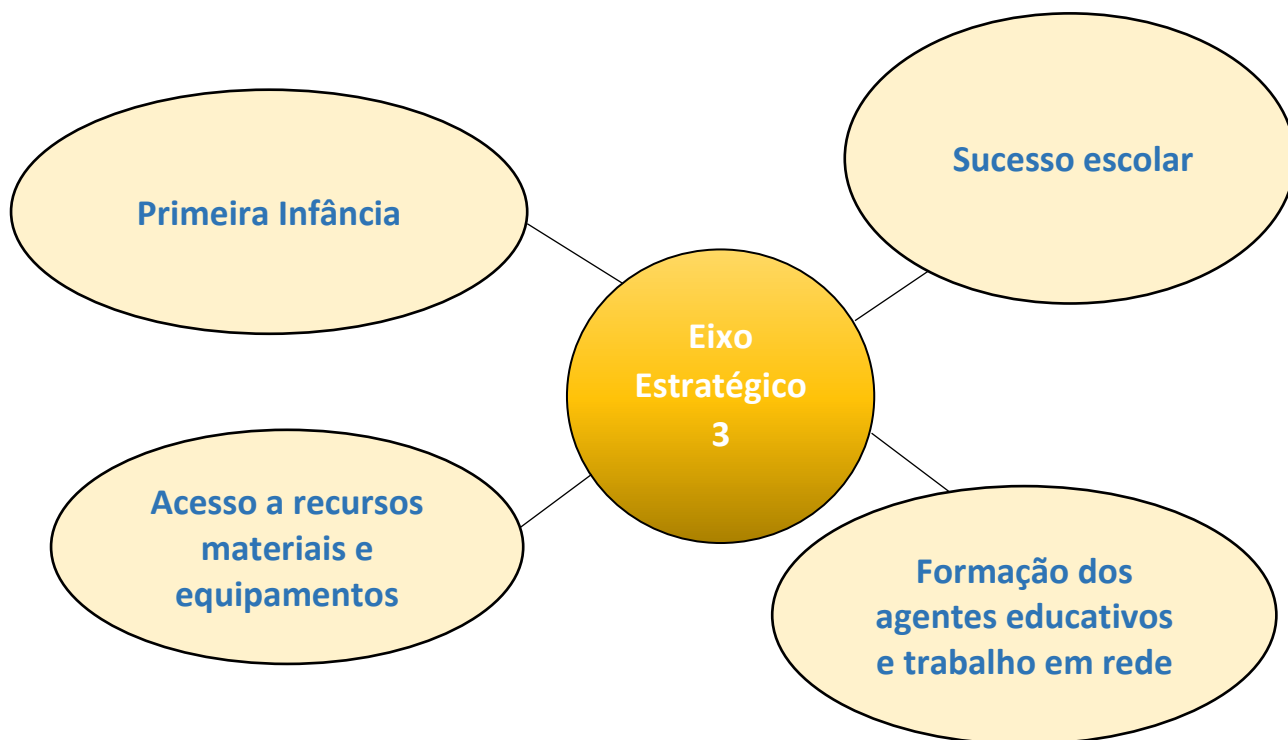 Primeira Infância
Sucesso escolar
Eixo
Estratégico
3
Acesso a recursos
materiais e
equipamentos
Formação dos
agentes educativos
e trabalho em rede